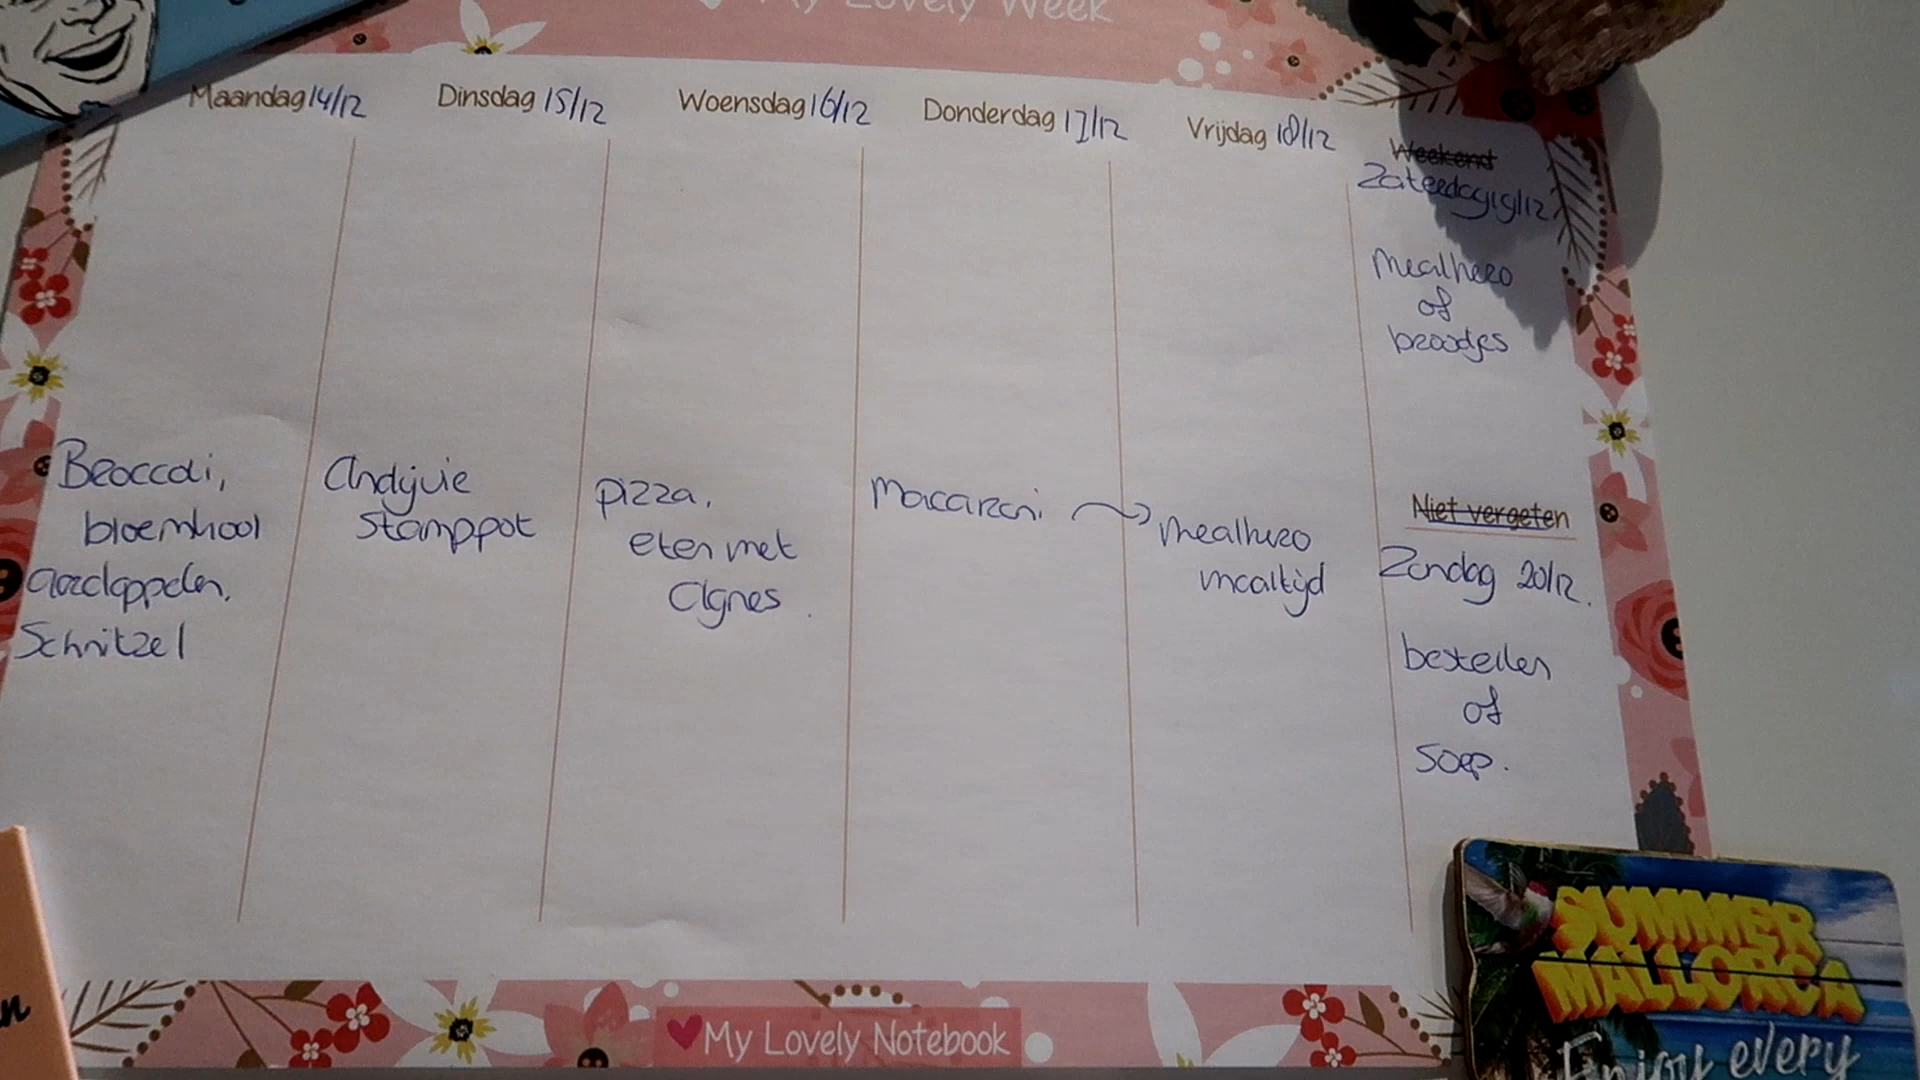 My Lovely Week
Maandag 14/12
Dinsdag 15/12
Woensdag 16/12
Donderdag 17/12
Vrijdag 18/12
Weekend
Zaterdag 19/12
Mealhero
of
broodjes
Broccoli,
bloemkool
aardappelen,
Schnitzel
Andijvie
stamppot
pizza,
eten met
Agnes.
Macaroni
Mealhero
maaltijd
Niet vergeten
Zondag 20/12.
bestellen
of
soep.
My Lovely Notebook
SUMMER
MALLORCA
Enjoy every